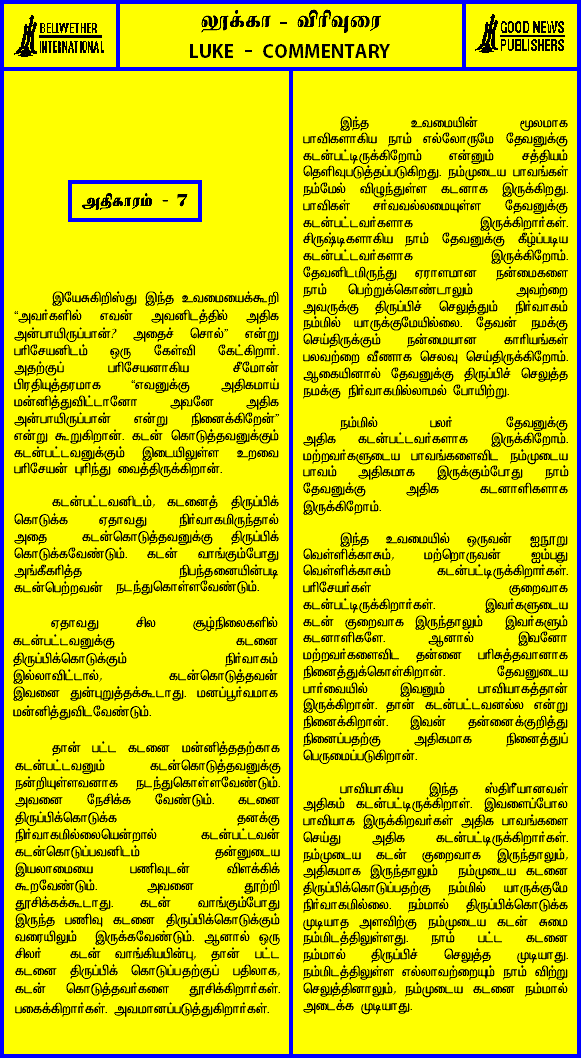 BELLWETHER
INTERNATIONAL
லூக்கா - விரிவுரை
LUKE - COMMENTARY
GOOD NEWS
PUBLISHERS
அதிகாரம் - 7
இயேசுகிறிஸ்து இந்த உவமையைக்கூறி
“அவர்களில் எவன் அவனிடத்தில் அதிக
அன்பாயிருப்பான்? அதைச் சொல்” என்று
பரிசேயனிடம் ஒரு கேள்வி கேட்கிறார்.
அதற்குப் பரிசேயனாகிய சீமோன்
பிரதியுத்தரமாக “எவனுக்கு அதிகமாய்
மன்னித்துவிட்டானோ அவனே அதிக
அன்பாயிருப்பான் என்று நினைக்கிறேன்”
என்று கூறுகிறான். கடன் கொடுத்தவனுக்கும்
கடன்பட்டவனுக்கும் இடையிலுள்ள உறவை
பரிசேயன் புரிந்து வைத்திருக்கிறான்.
கடன்பட்டவனிடம், கடனைத் திருப்பிக்
கொடுக்க ஏதாவது நிர்வாகமிருந்தால்
அதை கடன்கொடுத்தவனுக்கு திருப்பிக்
கொடுக்கவேண்டும். கடன் வாங்கும்போது
அங்கீகரித்த நிபந்தனையின்படி
கடன்பெற்றவன் நடந்துகொள்ளவேண்டும்.
ஏதாவது சில சூழ்நிலைகளில்
கடன்பட்டவனுக்கு கடனை
திருப்பிக்கொடுக்கும் நிர்வாகம்
இல்லாவிட்டால், கடன்கொடுத்தவன்
இவனை துன்புறுத்தக்கூடாது. மனப்பூர்வமாக
மன்னித்துவிடவேண்டும்.
தான் பட்ட கடனை மன்னித்ததற்காக
கடன்பட்டவனும் கடன்கொடுத்தவனுக்கு
நன்றியுள்ளவனாக நடந்துகொள்ளவேண்டும்.
அவனை நேசிக்க வேண்டும். கடனை
திருப்பிக்கொடுக்க தனக்கு
நிர்வாகமில்லையென்றால் கடன்பட்டவன்
கடன்கொடுப்பவனிடம் தன்னுடைய
இயலாமையை பணிவுடன் விளக்கிக்
கூறவேண்டும். அவனை தூற்றி
தூசிக்கக்கூடாது. கடன் வாங்கும்போது
இருந்த பணிவு கடனை திருப்பிக்கொடுக்கும்
வரையிலும் இருக்கவேண்டும். ஆனால் ஒரு
சிலர் கடன் வாங்கியபின்பு, தான் பட்ட
கடனை திருப்பிக் கொடுப்பதற்குப் பதிலாக,
கடன் கொடுத்தவர்களை தூசிக்கிறார்கள்.
பகைக்கிறார்கள். அவமானப்படுத்துகிறார்கள்.
இந்த உவமையின் மூலமாக
பாவிகளாகிய நாம் எல்லோருமே தேவனுக்கு
கடன்பட்டிருக்கிறோம் என்னும் சத்தியம்
தெளிவுபடுத்தப்படுகிறது. நம்முடைய பாவங்கள்
நம்மேல் விழுந்துள்ள கடனாக இருக்கிறது.
பாவிகள் சர்வவல்லமையுள்ள தேவனுக்கு
கடன்பட்டவர்களாக இருக்கிறார்கள்.
சிருஷ்டிகளாகிய நாம் தேவனுக்கு கீழ்ப்படிய
கடன்பட்டவர்களாக இருக்கிறோம்.
தேவனிடமிருந்து ஏராளமான நன்மைகளை
நாம் பெற்றுக்கொண்டாலும் அவற்றை
அவருக்கு திருப்பிச் செலுத்தும் நிர்வாகம்
நம்மில் யாருக்குமேயில்லை. தேவன் நமக்கு
செய்திருக்கும் நன்மையான காரியங்கள்
பலவற்றை வீணாக செலவு செய்திருக்கிறோம்.
ஆகையினால் தேவனுக்கு திருப்பிச் செலுத்த
நமக்கு நிர்வாகமில்லாமல் போயிற்று.
நம்மில் பலர் தேவனுக்கு
அதிக கடன்பட்டவர்களாக இருக்கிறோம்.
மற்றவர்களுடைய பாவங்களைவிட நம்முடைய
பாவம் அதிகமாக இருக்கும்போது நாம்
தேவனுக்கு அதிக கடனாளிகளாக
இருக்கிறோம்.
இந்த உவமையில் ஒருவன் ஐநூறு
வெள்ளிக்காசும், மற்றொருவன் ஐம்பது
வெள்ளிக்காசும் கடன்பட்டிருக்கிறார்கள்.
பரிசேயர்கள் குறைவாக
கடன்பட்டிருக்கிறார்கள். இவர்களுடைய
கடன் குறைவாக இருந்தாலும் இவர்களும்
கடனாளிகளே. ஆனால் இவனோ
மற்றவர்களைவிட தன்னை பரிசுத்தவானாக
நினைத்துக்கொள்கிறான். தேவனுடைய
பார்வையில் இவனும் பாவியாகத்தான்
இருக்கிறான். தான் கடன்பட்டவனல்ல என்று
நினைக்கிறான். இவன் தன்னைக்குறித்து
நினைப்பதற்கு அதிகமாக நினைத்துப்
பெருமைப்படுகிறான்.
பாவியாகிய இந்த ஸ்திரீயானவள்
அதிகம் கடன்பட்டிருக்கிறாள். இவளைப்போல
பாவியாக இருக்கிறவர்கள் அதிக பாவங்களை
செய்து அதிக கடன்பட்டிருக்கிறார்கள்.
நம்முடைய கடன் குறைவாக இருந்தாலும்,
அதிகமாக இருந்தாலும் நம்முடைய கடனை
திருப்பிக்கொடுப்பதற்கு நம்மில் யாருக்குமே
நிர்வாகமில்லை. நம்மால் திருப்பிக்கொடுக்க
முடியாத அளவிற்கு நம்முடைய கடன் சுமை
நம்மிடத்திலுள்ளது. நாம் பட்ட கடனை
நம்மால் திருப்பிச் செலுத்த முடியாது.
நம்மிடத்திலுள்ள எல்லாவற்றையும் நாம் விற்று
செலுத்தினாலும், நம்முடைய கடனை நம்மால்
அடைக்க முடியாது.